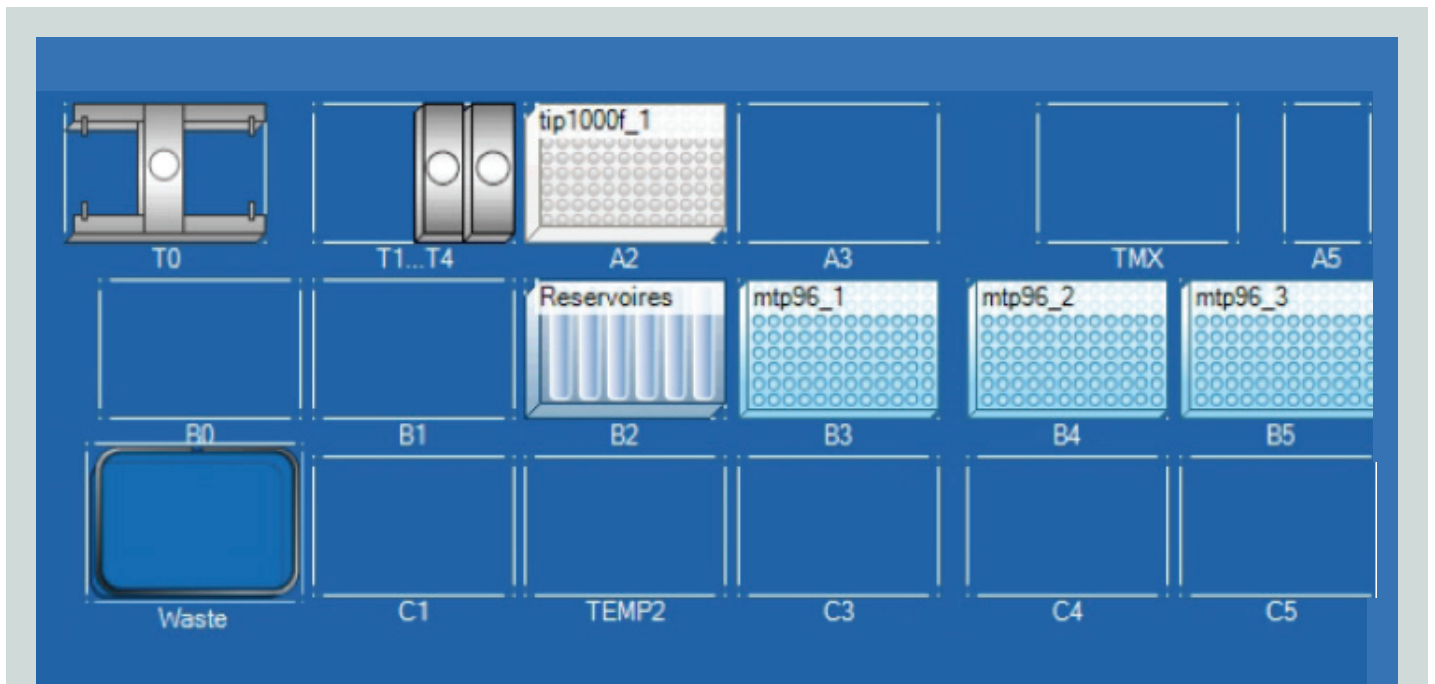 tip1000f_1
T0
T1...T4
A2
A3
TMX
A5
Reservoires
mtp96_1
mtp96_2
mtp96_3
B0
B1
B2
B3
B4
B5
Waste
C1
TEMP2
C3
C4
C5